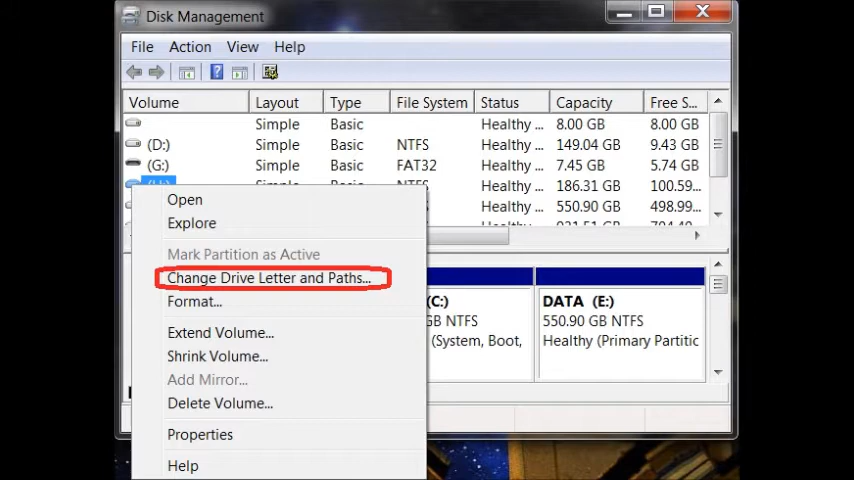 Disk Management
File Action View Help
Volume Layout Type File System Status Capacity Free S...
Simple Basic Healthy ... 8.00 GB 8.00 GB
(D:) Simple Basic NTFS Healthy ... 149.04 GB 9.43 GB
(G:) Simple Basic FAT32 Healthy ... 7.45 GB 5.74 GB
Simple Basic NTFS Healthy ... 186.31 GB 100.59...
NTFS Healthy ... 550.90 GB 498.99...
Open
Explore
Mark Partition as Active
Change Drive Letter and Paths...
Format...
Extend Volume...
Shrink Volume...
Add Mirror...
Delete Volume...
Properties
Help
(C:) DATA (E:)
GB NTFS 550.90 GB NTFS
(System, Boot, Healthy (Primary Partitic